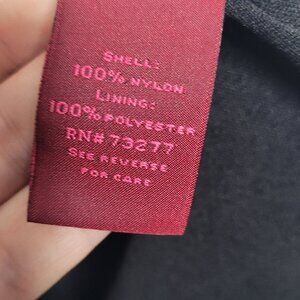 SHELL:
100% NYLON
LINING:
100% POLYESTER
RN# 73277
SEE REVERSE
FOR CARE